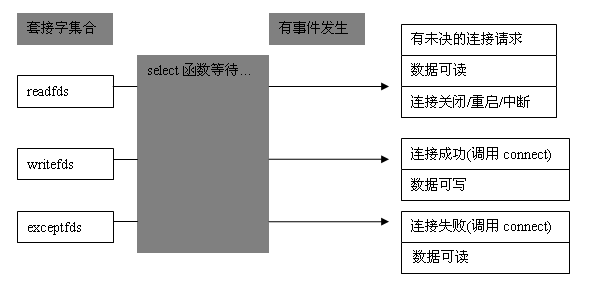 套接字集合
有事件发生
select 函数等待...
readfds
有未决的连接请求
数据可读
连接关闭/重启/中断
writefds
连接成功(调用 connect)
数据可写
exceptfds
连接失败(调用 connect)
数据可读